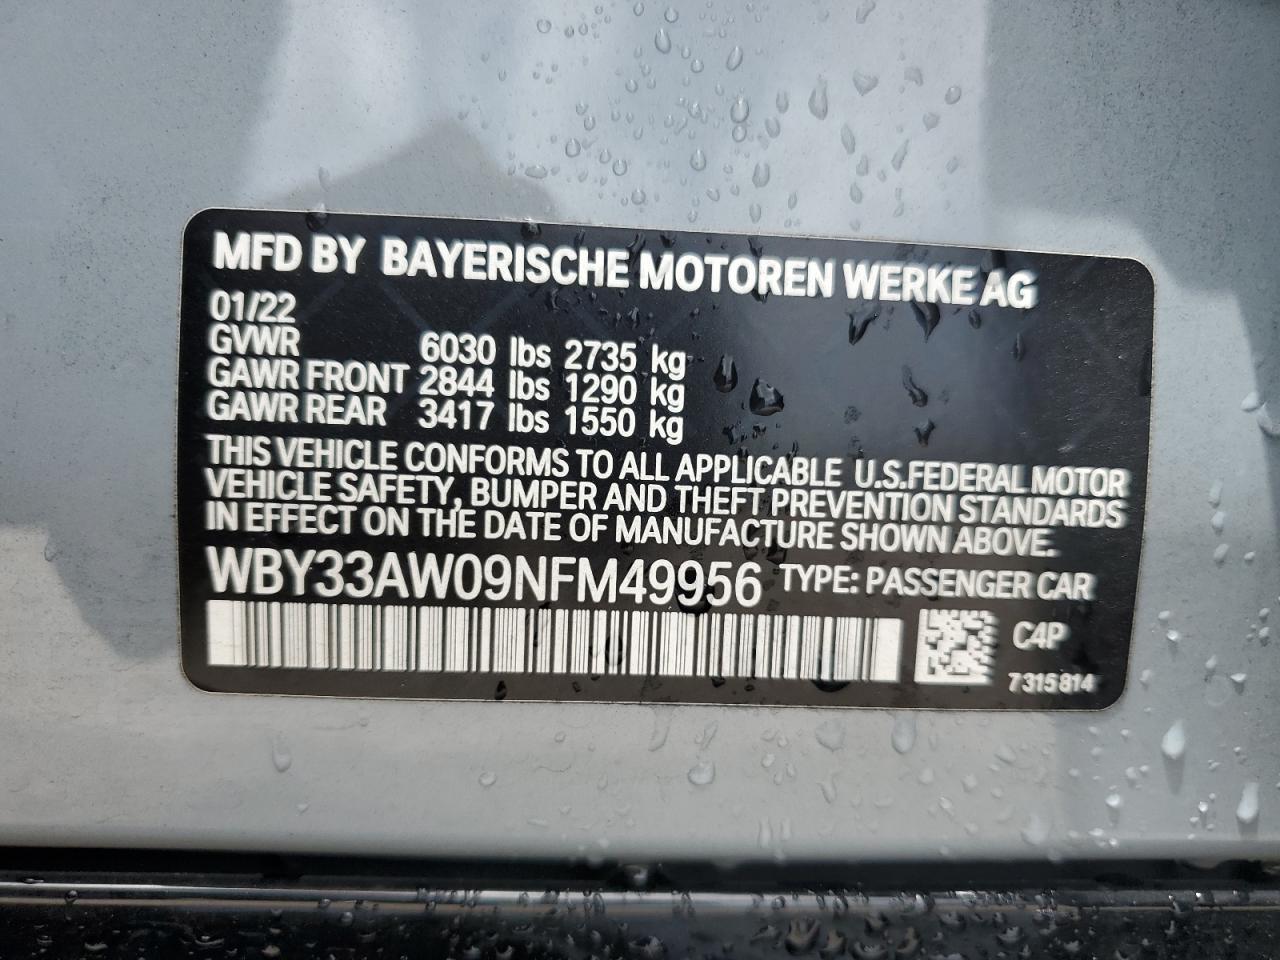 MFD BY BAYERISCHE MOTOREN WERKE AG
01/22
GVWR 6030 lbs 2735 kg
GAWR FRONT 2844 lbs 1290 kg
GAWR REAR 3417 lbs 1550 kg
THIS VEHICLE CONFORMS TO ALL APPLICABLE U.S.FEDERAL MOTOR
VEHICLE SAFETY, BUMPER AND THEFT PREVENTION STANDARDS
IN EFFECT ON THE DATE OF MANUFACTURE SHOWN ABOVE.
WBY33AW09NFM49956 TYPE: PASSENGER CAR
C4P
7315814